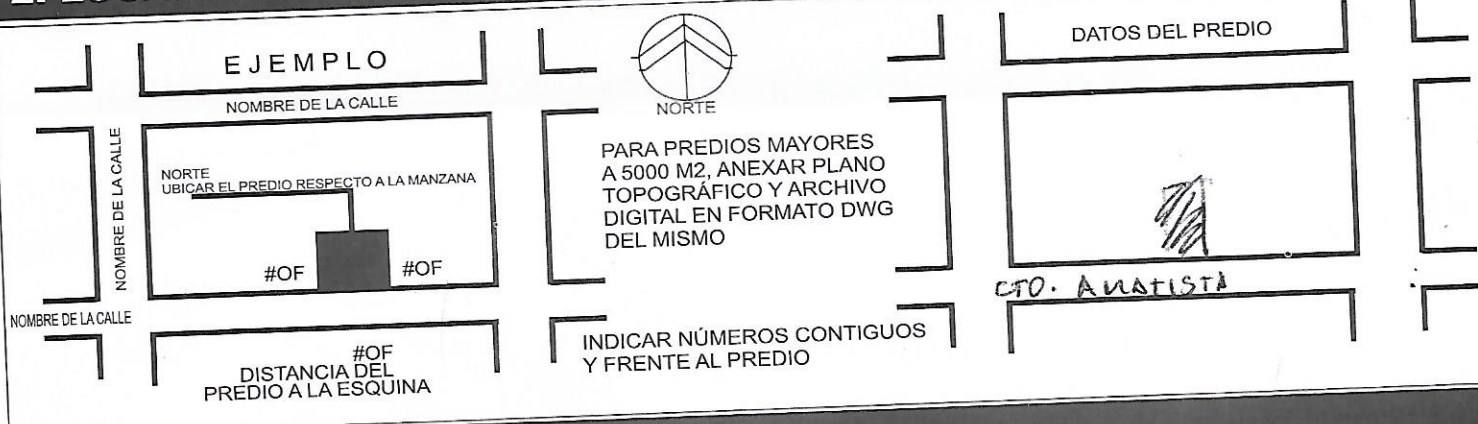 EJEMPLO
NOMBRE DE LA CALLE
NOMBRE DE LA CALLE
NORTE
UBICAR EL PREDIO RESPECTO A LA MANZANA
#OF
#OF
NOMBRE DE LA CALLE
#OF
DISTANCIA DEL
PREDIO A LA ESQUINA
NORTE
PARA PREDIOS MAYORES
A 5000 M2, ANEXAR PLANO
TOPOGRÁFICO Y ARCHIVO
DIGITAL EN FORMATO DWG
DEL MISMO
INDICAR NÚMEROS CONTIGUOS
Y FRENTE AL PREDIO
DATOS DEL PREDIO
CTO. AMATISTA